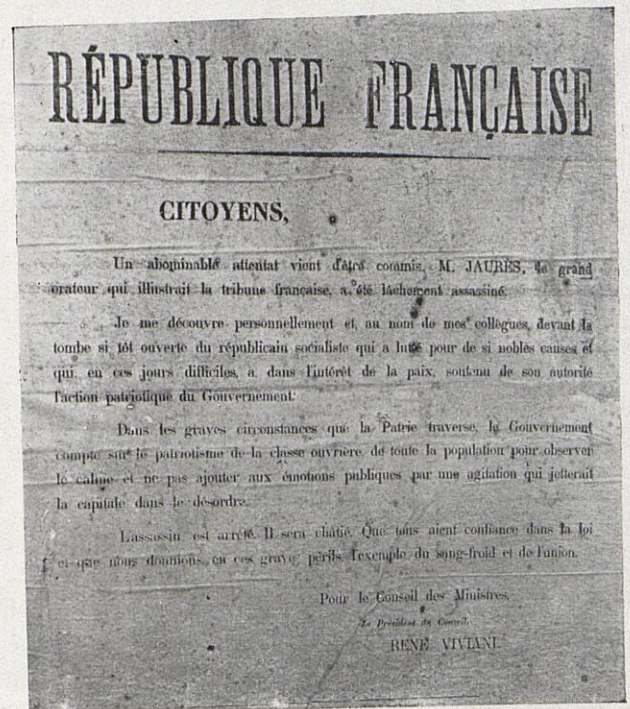 RÉPUBLIQUE FRANÇAISE
CITOYENS,
Un abominable attentat vient d'être commis. M. JAURÈS, le grand
orateur qui illustrait la tribune française, a été lâchement assassiné.
Je me découvre personnellement et, au nom de mes collègues, devant la
tombe si tôt ouverte du républicain socialiste qui a lutté pour de si nobles causes et
qui, en ces jours difficiles, a, dans l'intérêt de la paix, soutenu de son autorité
l'action patriotique du Gouvernement.
Dans les graves circonstances que la Patrie traverse, le Gouvernement
compte sur le patriotisme de la classe ouvrière, de toute la population pour observer
le calme et ne pas ajouter aux émotions publiques par une agitation qui jetterait
la capitale dans le désordre.
L'assassin est arrêté. Il sera châtié. Que tous aient confiance dans la loi
et que nous donnions, en ces graves périls, l'exemple du sang-froid et de l'union.
Pour le Conseil des Ministres,
Le Président du Conseil,
RENÉ VIVIANI.